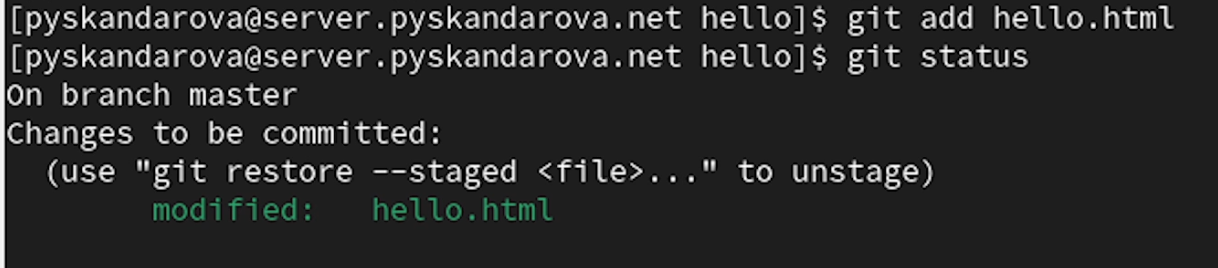 [pyskandarova@server.pyskandarova.net hello]$ git add hello.html
[pyskandarova@server.pyskandarova.net hello]$ git status
On branch master
Changes to be committed:
  (use "git restore --staged <file>..." to unstage)
        modified:   hello.html